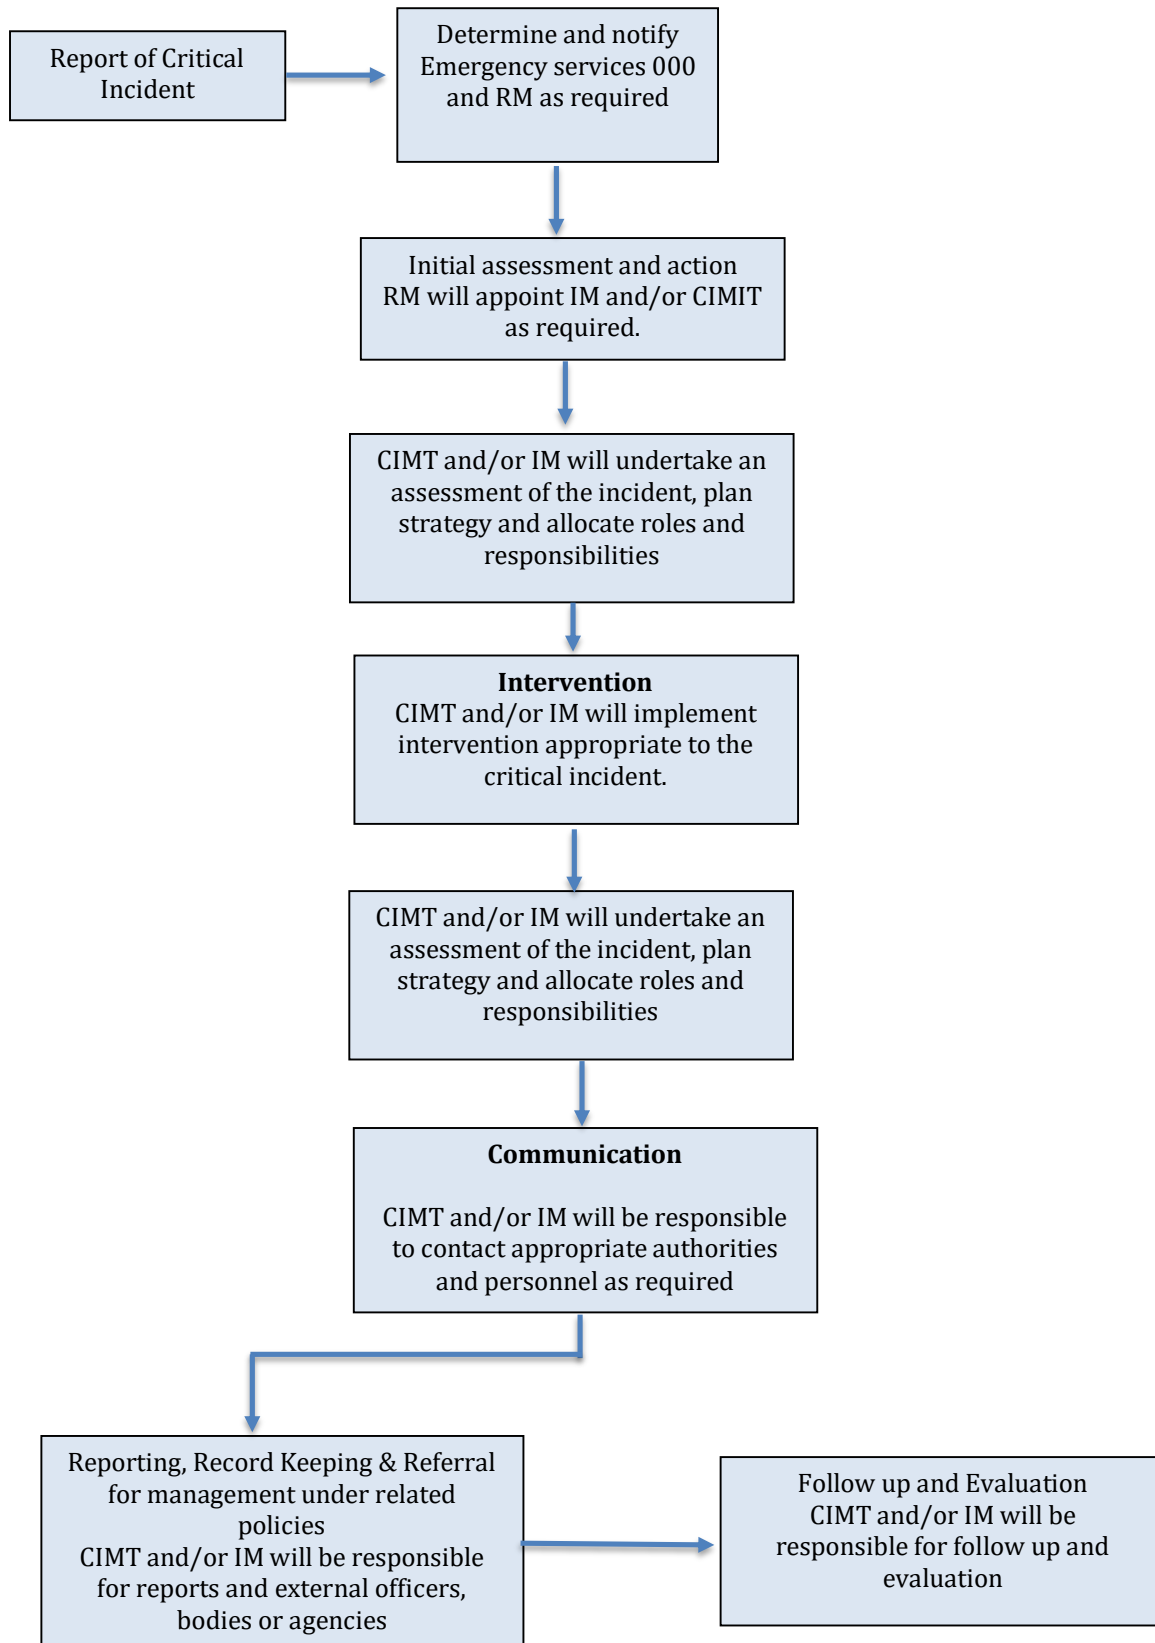 Report of Critical
Incident
Determine and notify
Emergency services 000
and RM as required
Initial assessment and action
RM will appoint IM and/or CIMIT
as required.
CIMT and/or IM will undertake an
assessment of the incident, plan
strategy and allocate roles and
responsibilities
Intervention
CIMT and/or IM will implement
intervention appropriate to the
critical incident.
CIMT and/or IM will undertake an
assessment of the incident, plan
strategy and allocate roles and
responsibilities
Communication
CIMT and/or IM will be responsible
to contact appropriate authorities
and personnel as required
Reporting, Record Keeping & Referral
for management under related
policies
CIMT and/or IM will be responsible
for reports and external officers,
bodies or agencies
Follow up and Evaluation
CIMT and/or IM will be
responsible for follow up and
evaluation